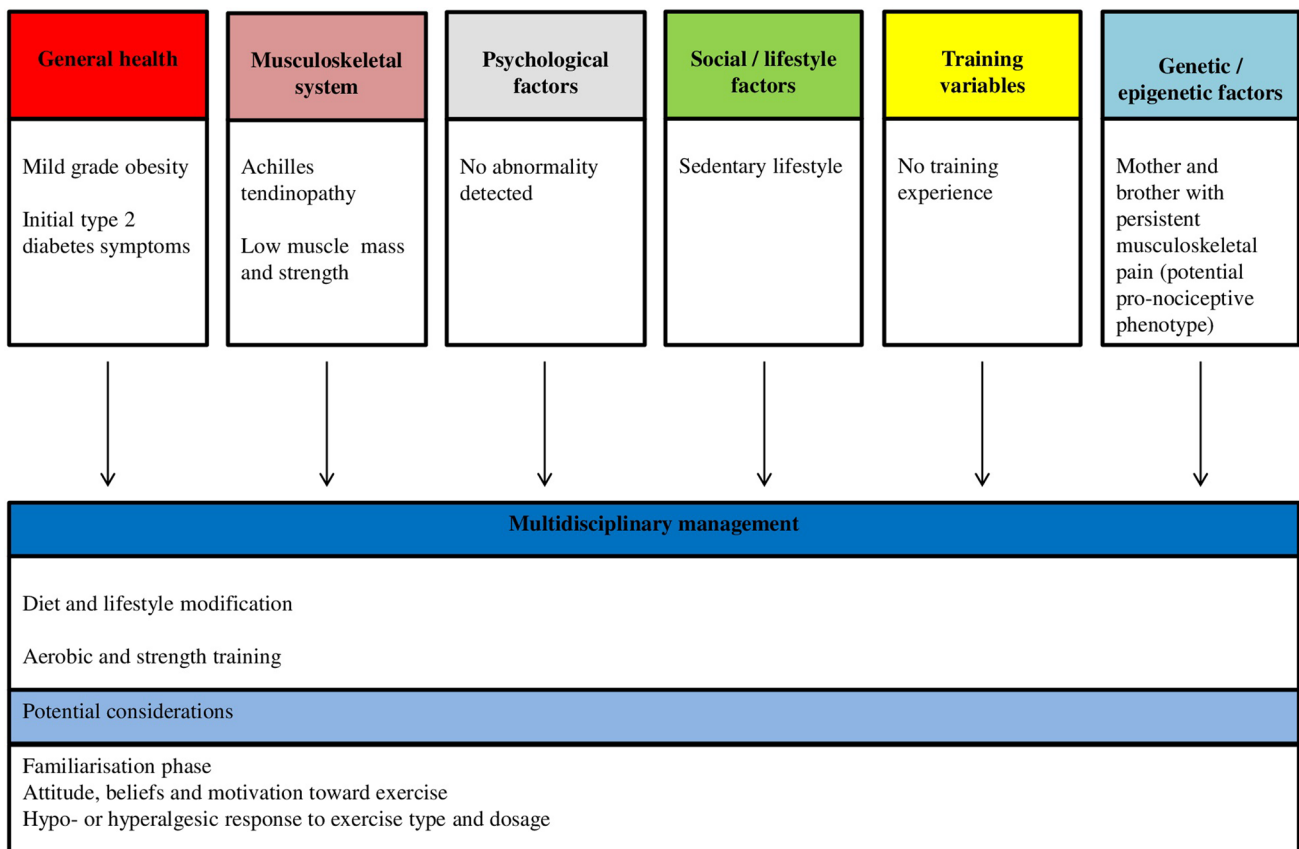 General health
Mild grade obesity
Initial type 2
diabetes symptoms
Musculoskeletal
system
Achilles
tendinopathy
Low muscle mass
and strength
Psychological
factors
No abnormality
detected
Social / lifestyle
factors
Sedentary lifestyle
Training
variables
No training
experience
Genetic /
epigenetic factors
Mother and
brother with
persistent
musculoskeletal
pain (potential
pro-nociceptive
phenotype)
Multidisciplinary management
Diet and lifestyle modification
Aerobic and strength training
Potential considerations
Familiarisation phase
Attitude, beliefs and motivation toward exercise
Hypo- or hyperalgesic response to exercise type and dosage